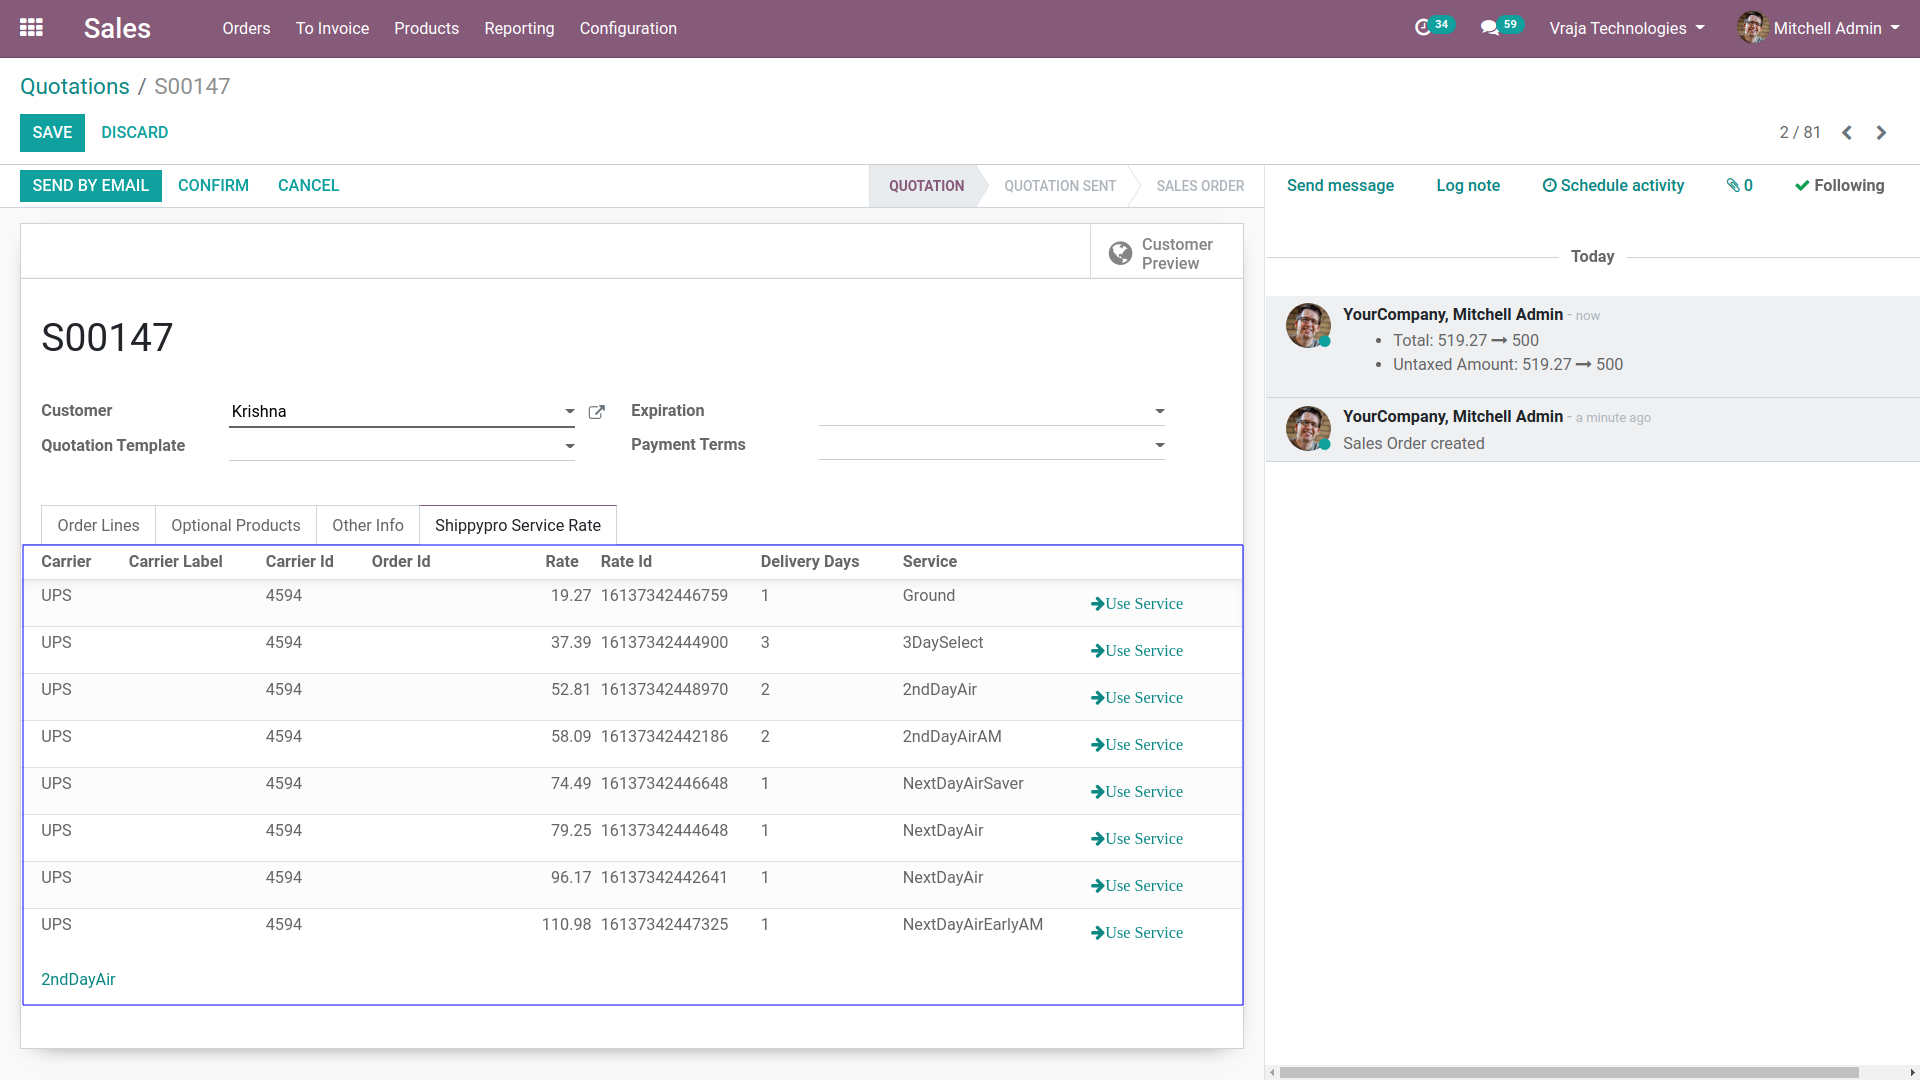 Sales Orders To Invoice Products Reporting Configuration 34 59 Vraja Technologies Mitchell Admin
Quotations / S00147
SAVE DISCARD 2 / 81
SEND BY EMAIL CONFIRM CANCEL QUOTATION QUOTATION SENT SALES ORDER
Customer
Preview
S00147
Customer Krishna Expiration
Quotation Template Payment Terms
Order Lines Optional Products Other Info Shippypro Service Rate
Carrier Carrier Label Carrier Id Order Id Rate Rate Id Delivery Days Service
UPS 4594 19.27 16137342446759 1 Ground Use Service
UPS 4594 37.39 16137342444900 3 3DaySelect Use Service
UPS 4594 52.81 16137342448970 2 2ndDayAir Use Service
UPS 4594 58.09 16137342442186 2 2ndDayAirAM Use Service
UPS 4594 74.49 16137342446648 1 NextDayAirSaver Use Service
UPS 4594 79.25 16137342444648 1 NextDayAir Use Service
UPS 4594 96.17 16137342442641 1 NextDayAir Use Service
UPS 4594 110.98 16137342447325 1 NextDayAirEarlyAM Use Service
2ndDayAir
Send message Log note Schedule activity 0 Following
Today
YourCompany, Mitchell Admin - now
• Total: 519.27 → 500
• Untaxed Amount: 519.27 → 500
YourCompany, Mitchell Admin - a minute ago
Sales Order created